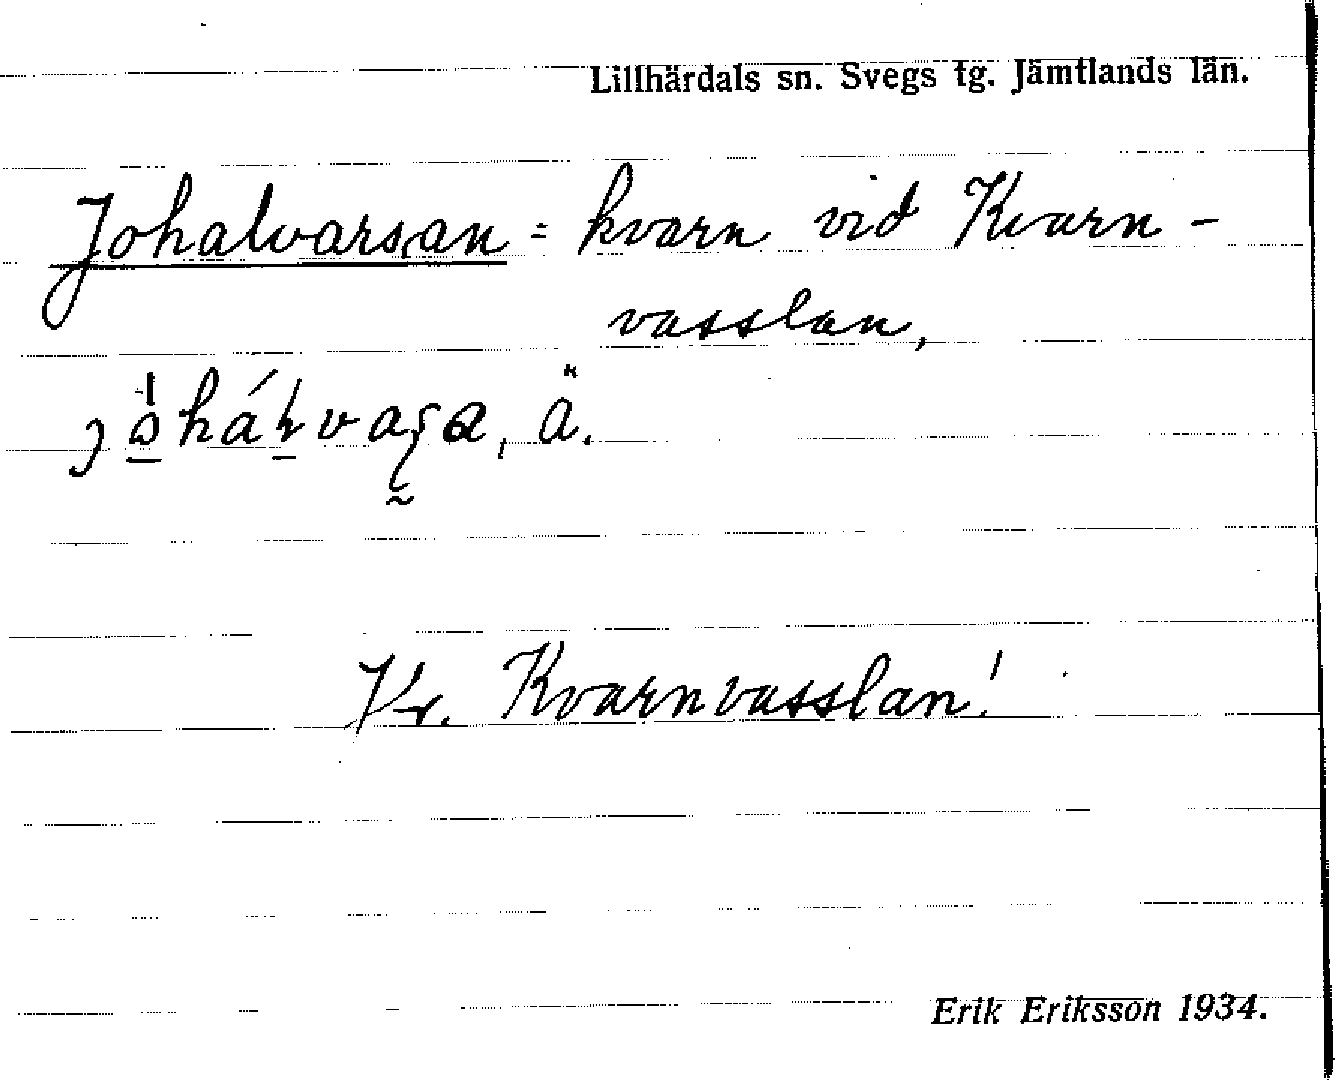 Lillhärdals sn. Svegs tg. Jämtlands län.
Johalvarsan = kvarn vid Kvarn-
vasslan,
Kr. Kvarnvasslan!
Erik Eriksson 1934.